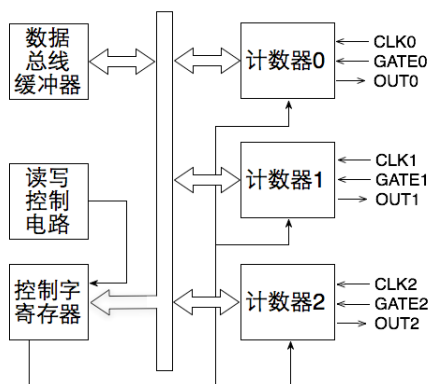 数据
总线
缓冲器
计数器0
CLK0
GATE0
OUT0
读写
控制
电路
计数器1
CLK1
GATE1
OUT1
控制字
寄存器
计数器2
CLK2
GATE2
OUT2